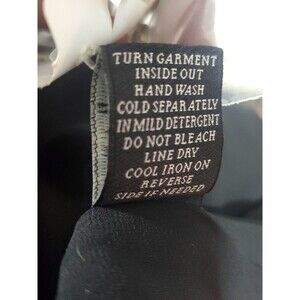 TURN GARMENT
INSIDE OUT
HAND WASH
COLD SEPARATELY
IN MILD DETERGENT
DO NOT BLEACH
LINE DRY
COOL IRON ON
REVERSE
SIDE IF NEEDED